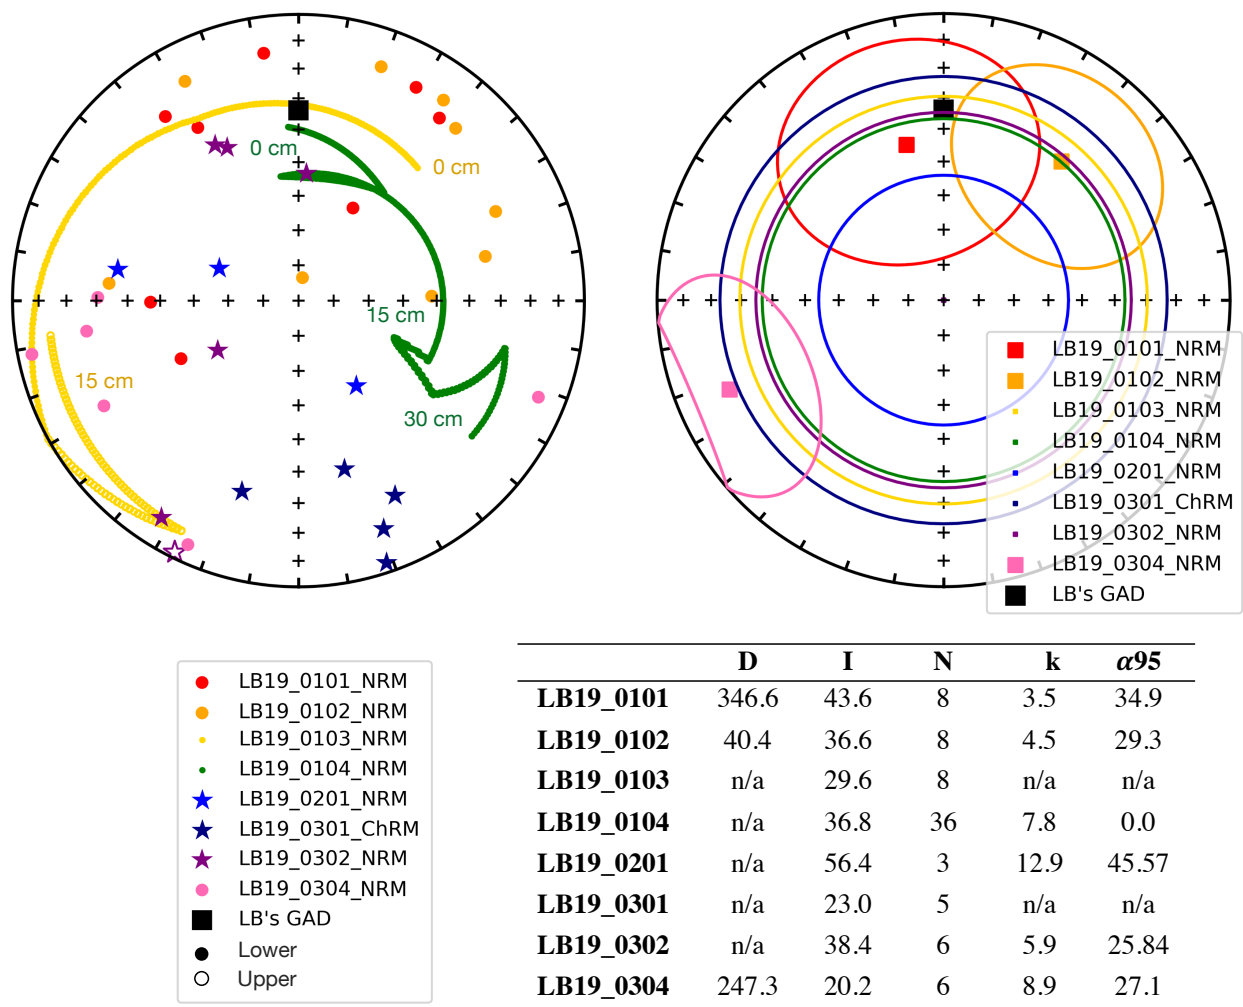 0 cm
0 cm
15 cm
15 cm
30 cm
LB19_0101_NRM
LB19_0102_NRM
LB19_0103_NRM
LB19_0104_NRM
LB19_0201_NRM
LB19_0301_ChRM
LB19_0302_NRM
LB19_0304_NRM
LB's GAD
LB19_0101_NRM
LB19_0102_NRM
LB19_0103_NRM
LB19_0104_NRM
LB19_0201_NRM
LB19_0301_ChRM
LB19_0302_NRM
LB19_0304_NRM
LB's GAD
Lower
Upper
D I N k α95
LB19_0101 346.6 43.6 8 3.5 34.9
LB19_0102 40.4 36.6 8 4.5 29.3
LB19_0103 n/a 29.6 8 n/a n/a
LB19_0104 n/a 36.8 36 7.8 0.0
LB19_0201 n/a 56.4 3 12.9 45.57
LB19_0301 n/a 23.0 5 n/a n/a
LB19_0302 n/a 38.4 6 5.9 25.84
LB19_0304 247.3 20.2 6 8.9 27.1